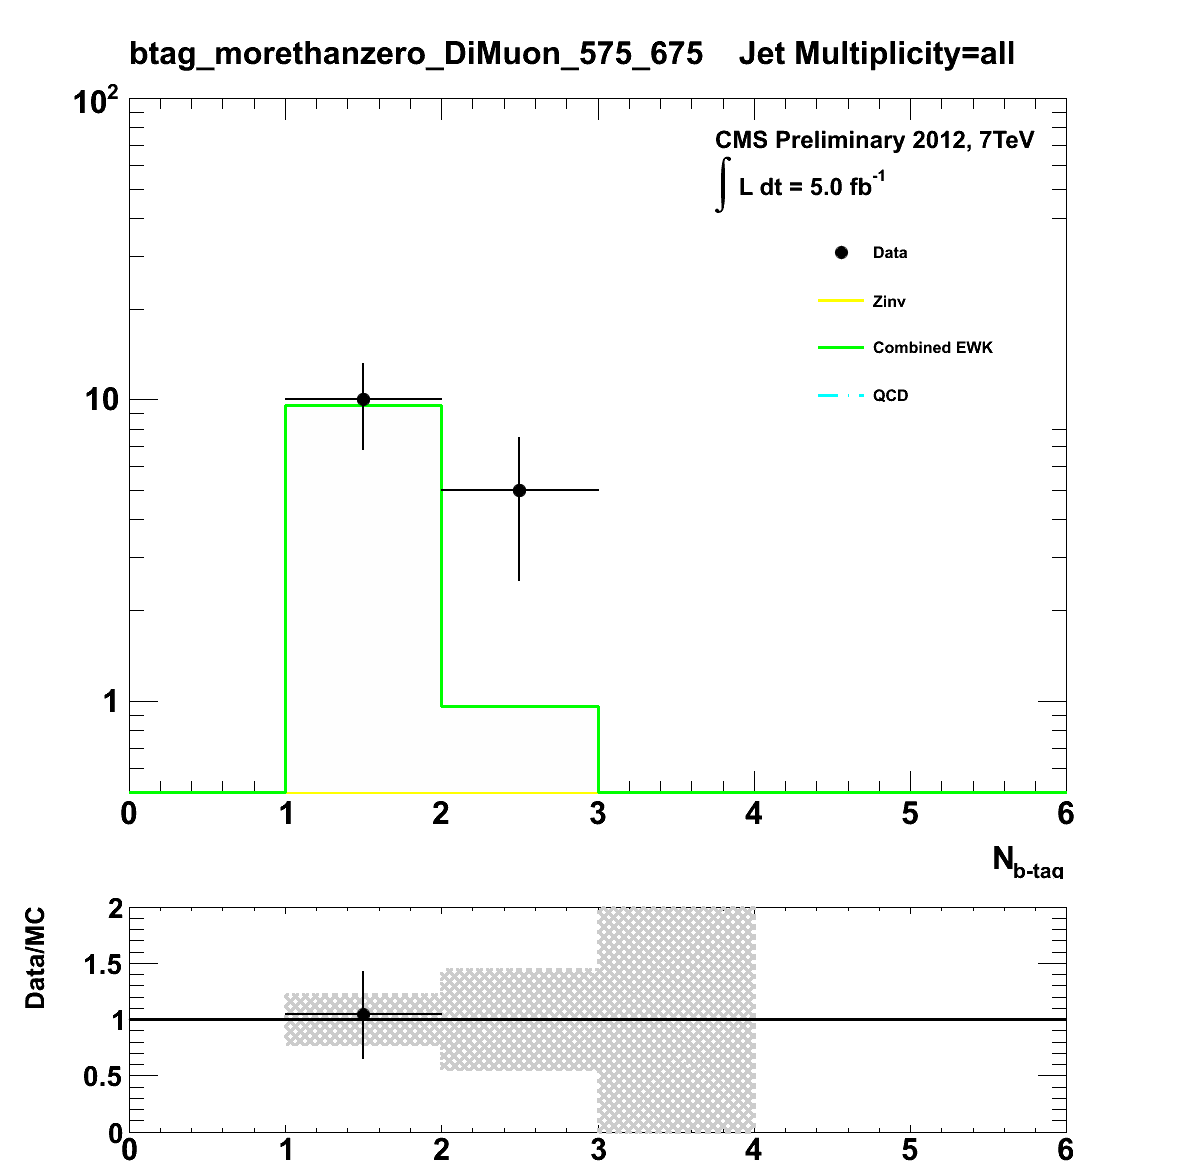 btag_morethanzero_DiMuon_575_675 Jet Multiplicity=all
10²
CMS Preliminary 2012, 7TeV
∫ L dt = 5.0 fb⁻¹
Data
Zinv
Combined EWK
QCD
10
1
0 1 2 3 4 5 6
N_b-tag
Data/MC
2
1.5
1
0.5
0
0 1 2 3 4 5 6